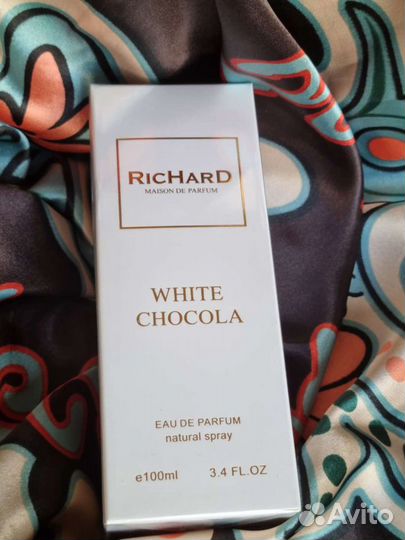 RICHARD
MAISON DE PARFUM
WHITE
CHOCOLA
EAU DE PARFUM
natural spray
e100ml 3.4 FL.OZ
Avito